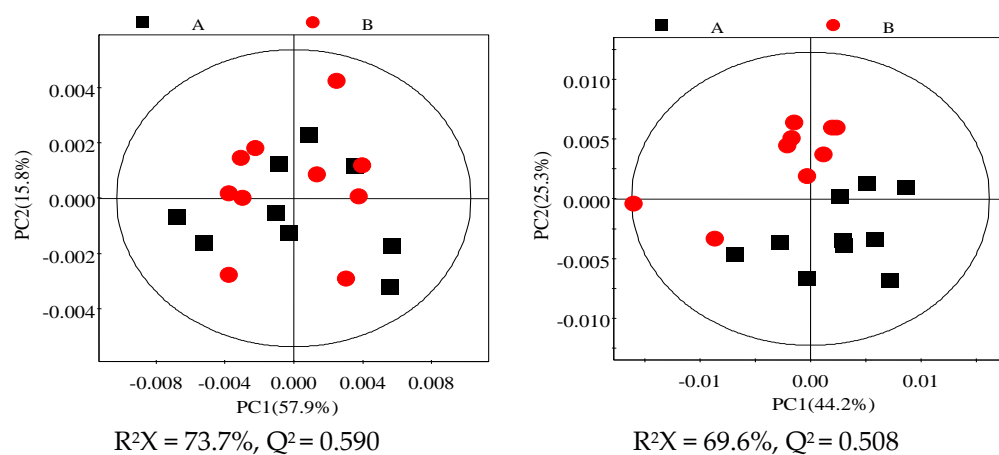 A B
0.004
0.002
0.000
-0.002
-0.004
PC2(15.8%)
-0.008 -0.004 0.000 0.004 0.008
PC1(57.9%)
R²X = 73.7%, Q² = 0.590
A B
0.010
0.005
0.000
-0.005
-0.010
PC2(25.3%)
-0.01 0.00 0.01
PC1(44.2%)
R²X = 69.6%, Q² = 0.508